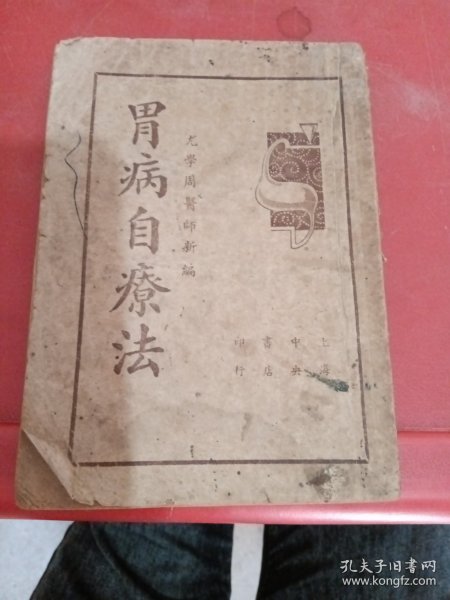 胃病自療法
尤學周醫師新編
上海
中央
書店
印行
孔夫子旧书网
www.kongfz.com